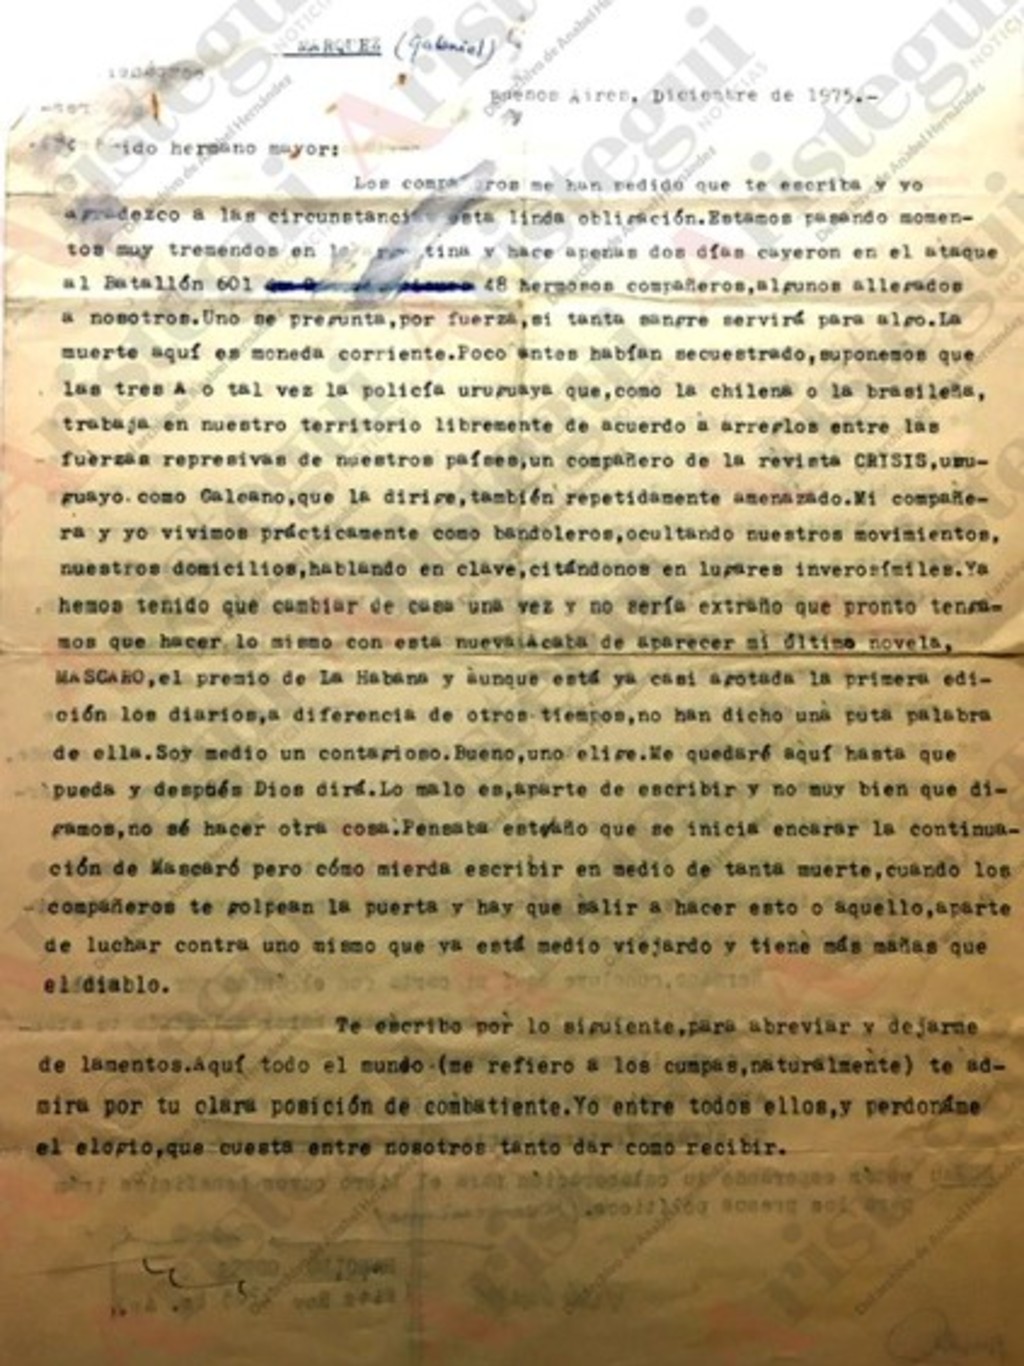 MARQUEZ (Gabriel)
Buenos Aires, Diciembre de 1975.-
ido hermano mayor:
Los compa eros me han pedido que te escriba y yo
agradezco a las circunstanci esta linda obligación.Estamos pasando momen-
tos muy tremendos en la tina y hace apenas dos días cayeron en el ataque
al Batallón 601 48 hermosos compañeros,algunos allegados
a nosotros.Uno se pregunta,por fuerza,si tanta sangre servirá para algo.La
muerte aquí es moneda corriente.Poco antes habían secuestrado,suponemos que
las tres A o tal vez la policía uruguaya que,como la chilena o la brasileña,
trabaja en nuestro territorio libremente de acuerdo a arreglos entre las
fuerzas represivas de nuestros países,un compañero de la revista CRISIS,uru-
guayo como Galeano,que la dirige,también repetidamente amenazado.Mi compañe-
ra y yo vivimos prácticamente como bandoleros,ocultando nuestros movimientos,
nuestros domicilios,hablando en clave,citándonos en lugares inverosímiles.Ya
hemos tenido que cambiar de casa una vez y no sería extraño que pronto tenga-
mos que hacer lo mismo con esta nueva.Acaba de aparecer mi última novela,
MASCARO,el premio de La Habana y aunque está ya casi agotada la primera edi-
ción los diarios,a diferencia de otros tiempos,no han dicho una puta palabra
de ella.Soy medio un contagioso.Bueno,uno elige.Me quedaré aquí hasta que
pueda y después Dios dirá.Lo malo es,aparte de escribir y no muy bien que di-
gamos,no sé hacer otra cosa.Pensaba este año que se inicia encarar la continua-
ción de Mascaró pero cómo mierda escribir en medio de tanta muerte,cuando los
compañeros te golpean la puerta y hay que salir a hacer esto o aquello,aparte
de luchar contra uno mismo que ya está medio viejardo y tiene más mañas que
el diablo.
Te escribo por lo siguiente,para abreviar y dejarme
de lamentos.Aquí todo el mundo (me refiero a los cumpas,naturalmente) te ad-
mira por tu clara posición de combatiente.Yo entre todos ellos,y perdoname
el elogio,que cuesta entre nosotros tanto dar como recibir.
Aristegui
NOTICIAS
Del archivo de Anabel Hernández